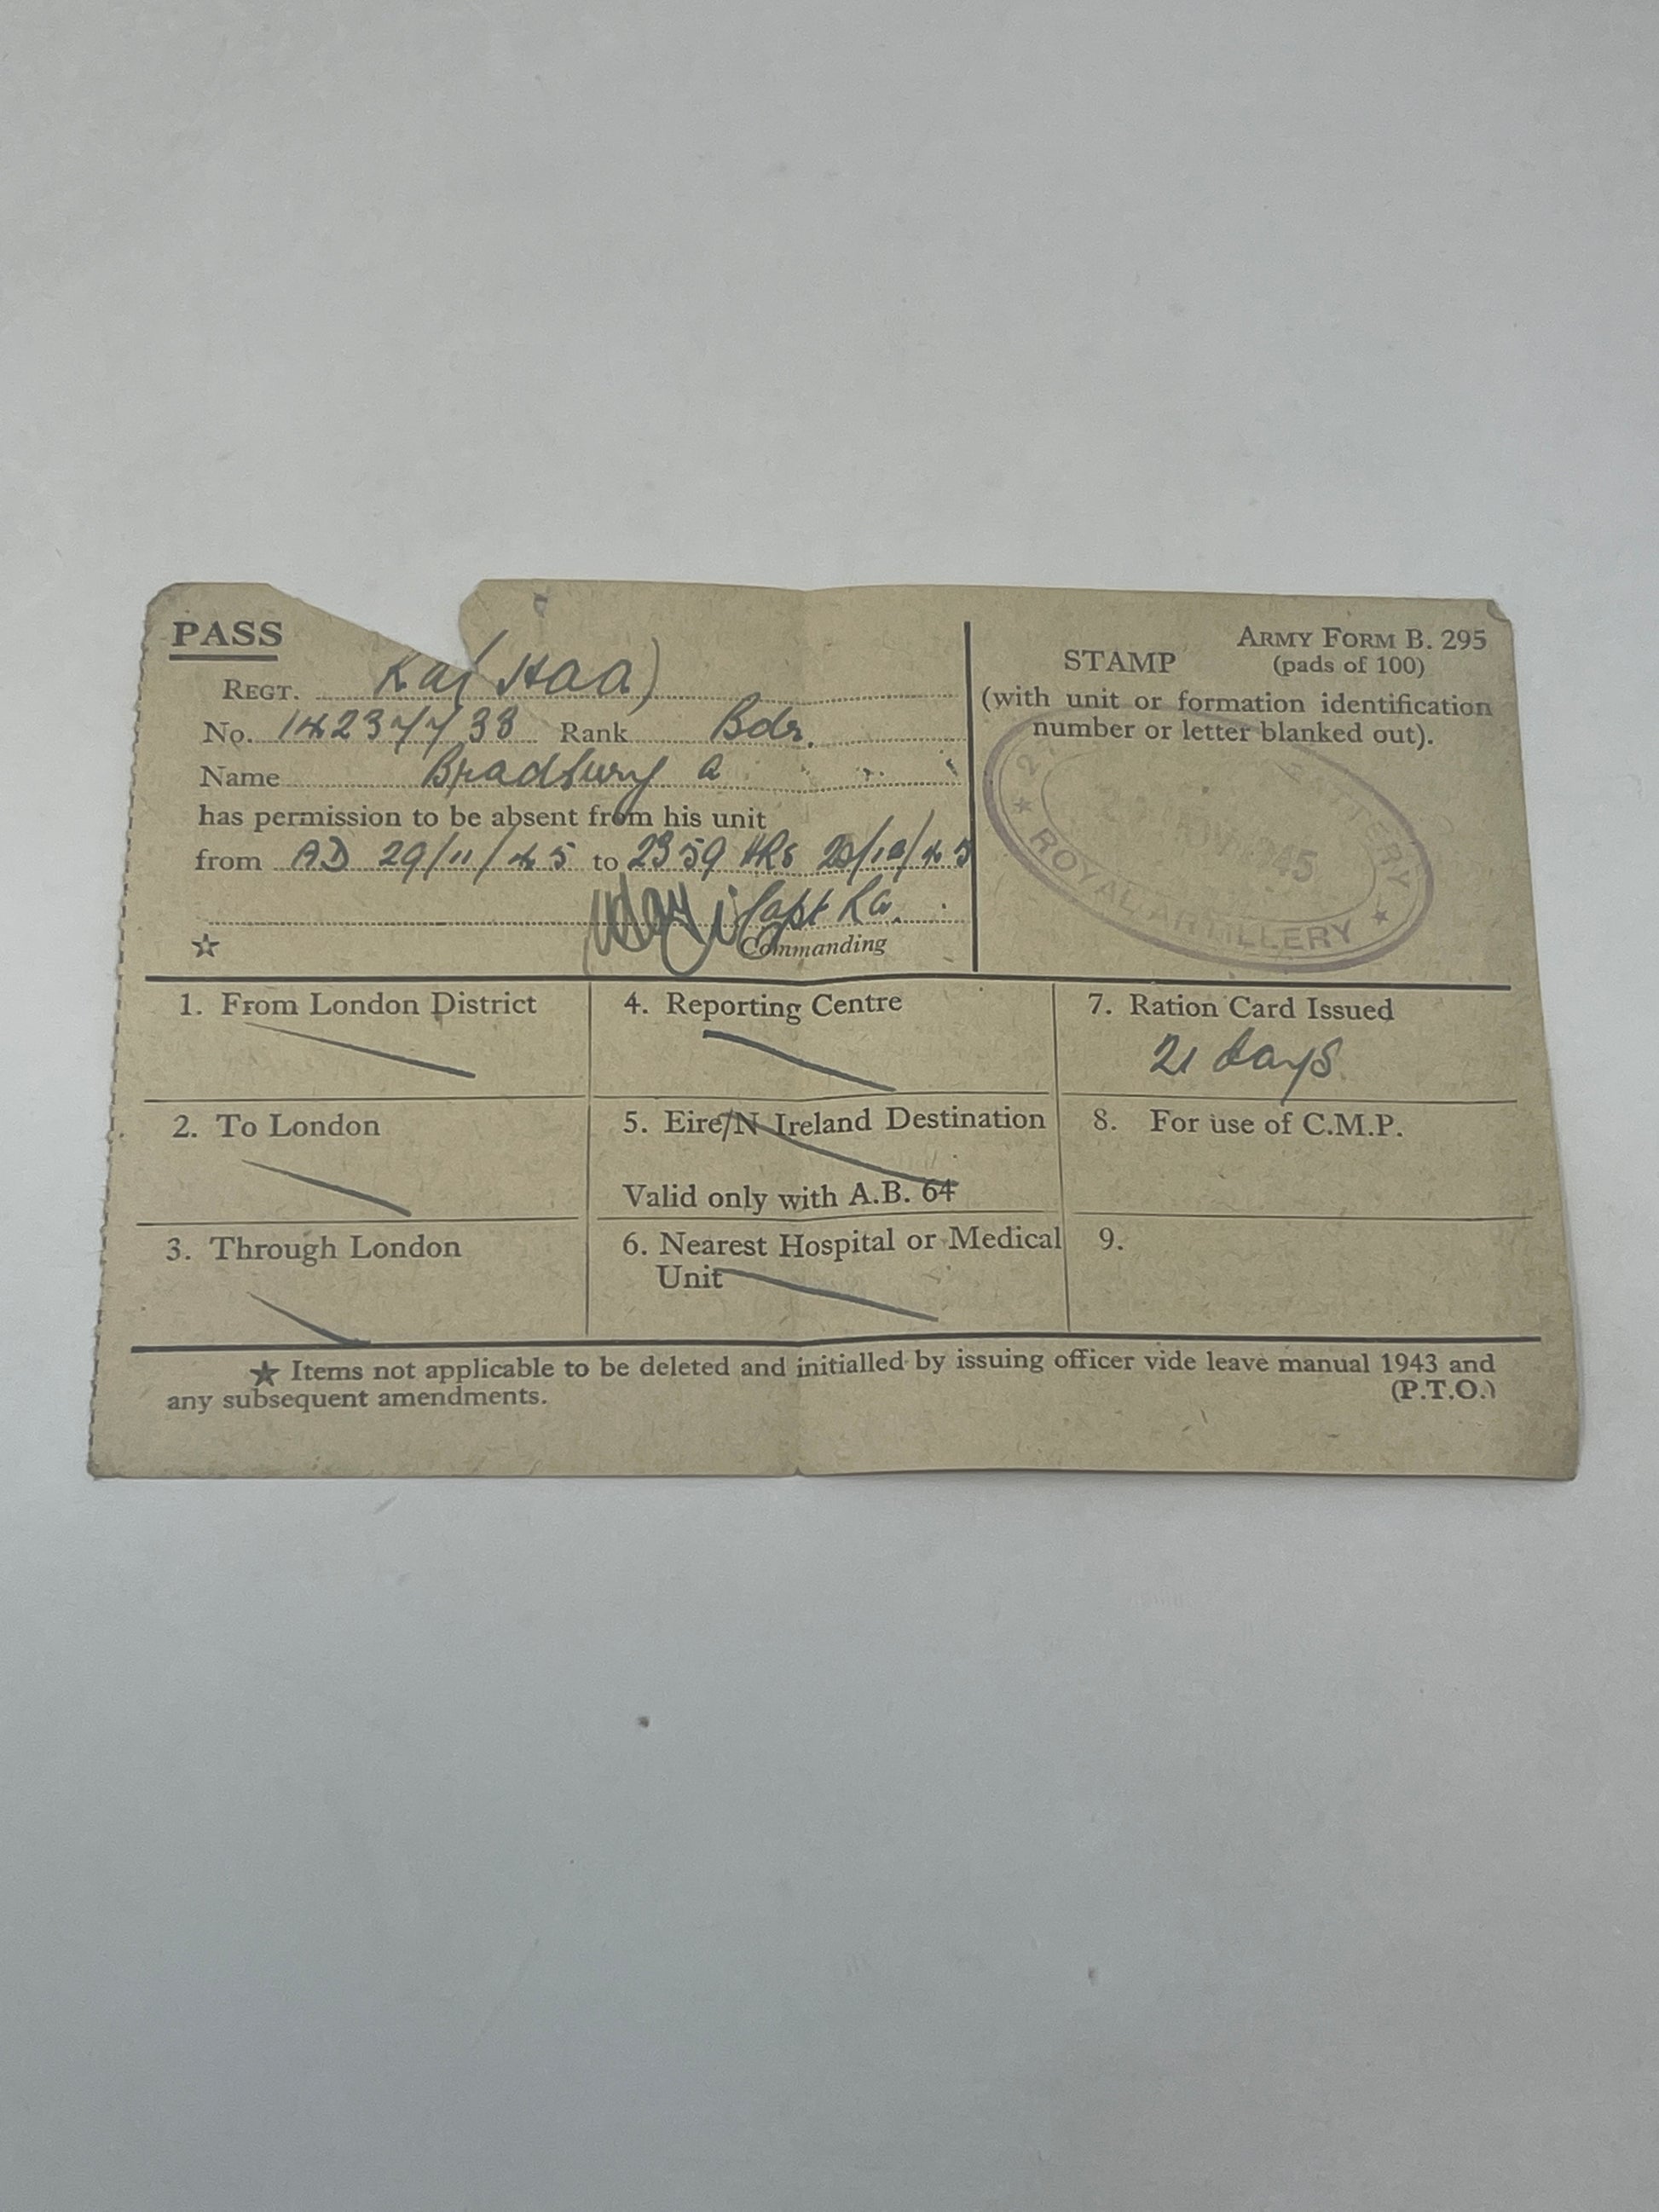 PASS
ARMY FORM B. 295
STAMP (pads of 100)
(with unit or formation identification
number or letter blanked out).
REGT. RA (HAA)
No. 14237738 Rank Bdr.
Name Bradbury A
has permission to be absent from his unit
from AD 29/11/45 to 2359 HRS 20/12/45
Capt RA.
☆ Commanding
BATTERY
★ ROYAL ARTILLERY ★
1. From London District
4. Reporting Centre
7. Ration Card Issued
21 days
2. To London
5. Eire/N Ireland Destination
Valid only with A.B. 64
8. For use of C.M.P.
3. Through London
6. Nearest Hospital or Medical
Unit
9.
★ Items not applicable to be deleted and initialled by issuing officer vide leave manual 1943 and
any subsequent amendments. (P.T.O.)